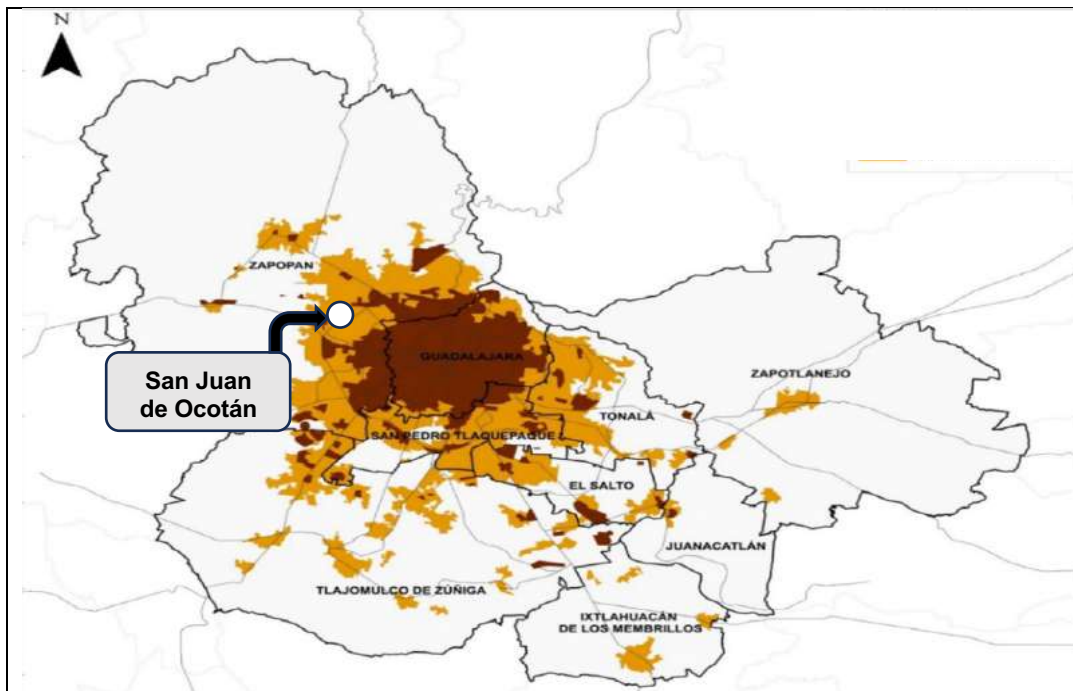 N
ZAPOPAN
San Juan
de Ocotán
GUADALAJARA
ZAPOTLANEJO
TONALÁ
SAN PEDRO TLAQUEPAQUE
EL SALTO
JUANACATLÁN
TLAJOMULCO DE ZÚÑIGA
IXTLAHUACÁN
DE LOS MEMBRILLOS